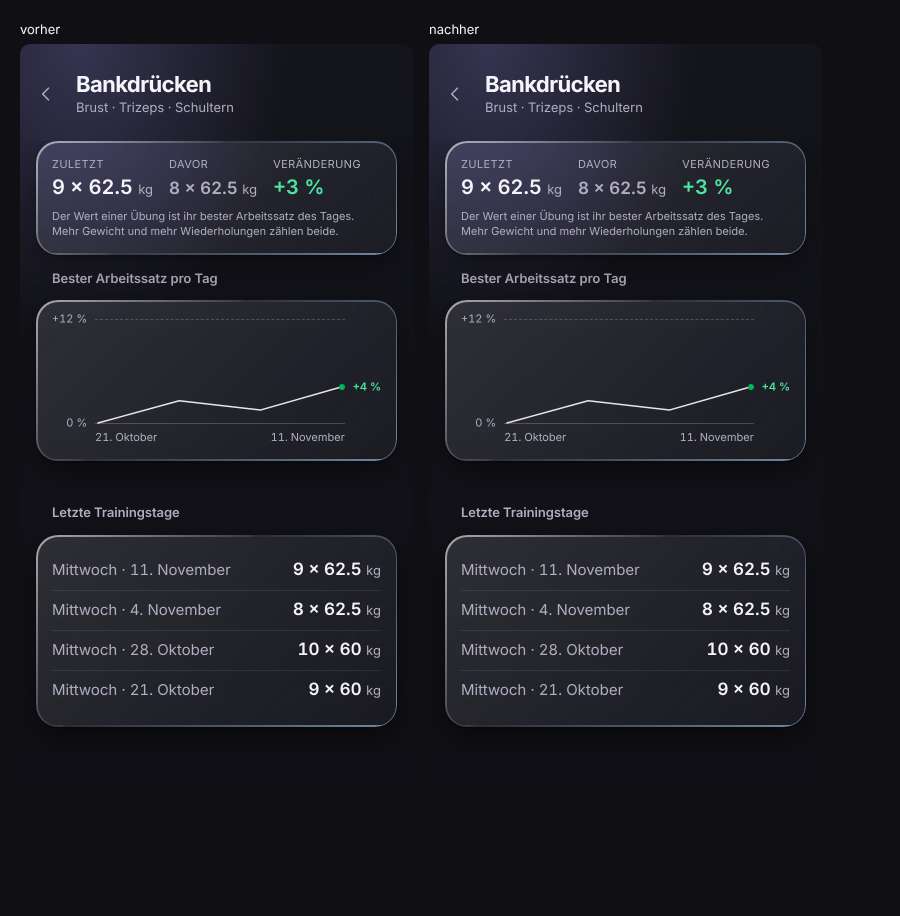 vorher
Bankdrücken
Brust · Trizeps · Schultern
ZULETZT DAVOR VERÄNDERUNG
9 × 62.5 kg 8 × 62.5 kg +3 %
Der Wert einer Übung ist ihr bester Arbeitssatz des Tages.
Mehr Gewicht und mehr Wiederholungen zählen beide.
Bester Arbeitssatz pro Tag
+12 %
+4 %
0 %
21. Oktober 11. November
Letzte Trainingstage
Mittwoch · 11. November 9 × 62.5 kg
Mittwoch · 4. November 8 × 62.5 kg
Mittwoch · 28. Oktober 10 × 60 kg
Mittwoch · 21. Oktober 9 × 60 kg
nachher
Bankdrücken
Brust · Trizeps · Schultern
ZULETZT DAVOR VERÄNDERUNG
9 × 62.5 kg 8 × 62.5 kg +3 %
Der Wert einer Übung ist ihr bester Arbeitssatz des Tages.
Mehr Gewicht und mehr Wiederholungen zählen beide.
Bester Arbeitssatz pro Tag
+12 %
+4 %
0 %
21. Oktober 11. November
Letzte Trainingstage
Mittwoch · 11. November 9 × 62.5 kg
Mittwoch · 4. November 8 × 62.5 kg
Mittwoch · 28. Oktober 10 × 60 kg
Mittwoch · 21. Oktober 9 × 60 kg